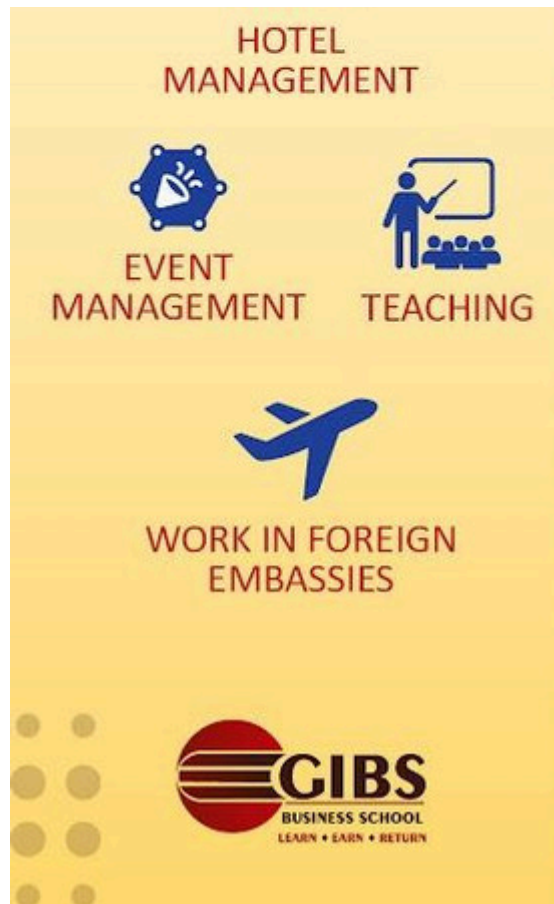 HOTEL
MANAGEMENT
EVENT
MANAGEMENT
TEACHING
WORK IN FOREIGN
EMBASSIES
GIBS
BUSINESS SCHOOL
LEARN • EARN • RETURN